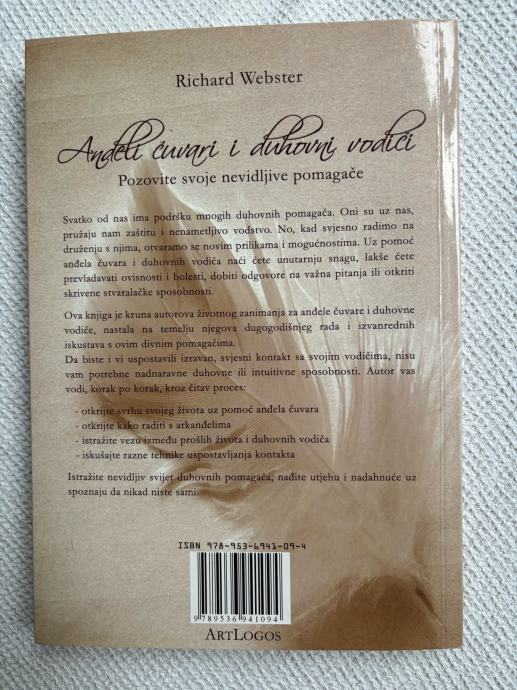 Richard Webster
Anđeli čuvari i duhovni vodiči
Pozovite svoje nevidljive pomagače
Svatko od nas ima podršku mnogih duhovnih pomagača. Oni su uz nas,
pružaju nam zaštitu i nenametljivo vodstvo. No, kad svjesno radimo na
druženju s njima, otvaramo se novim prilikama i mogućnostima. Uz pomoć
anđela čuvara i duhovnih vodiča naći ćete unutarnju snagu, lakše ćete
prevladavati ovisnosti i bolesti, dobiti odgovore na važna pitanja ili otkriti
skrivene stvaralačke sposobnosti.
Ova knjiga je kruna autorova životnog zanimanja za anđele čuvare i duhovne
vodiče, nastala na temelju njegova dugogodišnjeg rada i izvanrednih
iskustava s ovim divnim pomagačima.
Da biste i vi uspostavili izravan, svjesni kontakt sa svojim vodičima, nisu
vam potrebne nadnaravne duhovne ili intuitivne sposobnosti. Autor vas
vodi, korak po korak, kroz čitav proces:
- otkrijte svrhu svojeg života uz pomoć anđela čuvara
- otkrijte kako raditi s arkanđelima
- istražite vezu između prošlih života i duhovnih vodiča
- iskušajte razne tehnike uspostavljanja kontakta
Istražite nevidljiv svijet duhovnih pomagača, nađite utjehu i nadahnuće uz
spoznaju da nikad niste sami.
ISBN 978-953-6941-09-4
9 789536 941094
ArtLogos